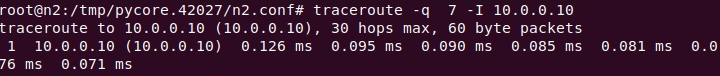 root@n2:/tmp/pycore.42027/n2.conf# traceroute -q  7 -I 10.0.0.10
traceroute to 10.0.0.10 (10.0.0.10), 30 hops max, 60 byte packets
 1  10.0.0.10 (10.0.0.10)  0.126 ms  0.095 ms  0.090 ms  0.085 ms  0.081 ms  0.0
76 ms  0.071 ms